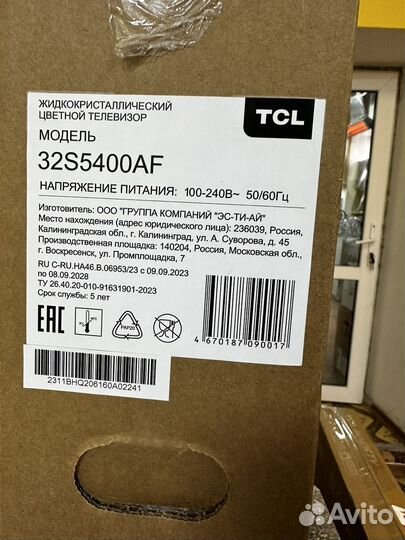 ЖИДКОКРИСТАЛЛИЧЕСКИЙ
ЦВЕТНОЙ ТЕЛЕВИЗОР
TCL
МОДЕЛЬ
32S5400AF
НАПРЯЖЕНИЕ ПИТАНИЯ: 100-240В~ 50/60Гц
Изготовитель: ООО "ГРУППА КОМПАНИЙ "ЭС-ТИ-АЙ"
Место нахождения (адрес юридического лица): 236039, Россия,
Калининградская обл., г. Калининград, ул. А. Суворова, д. 45
Производственная площадка: 140204, Россия, Московская обл.,
г. Воскресенск, ул. Промплощадка, 7
RU C-RU.HA46.B.06953/23 с 09.09.2023
по 08.09.2028
ТУ 26.40.20-010-91631901-2023
Срок службы: 5 лет
EAC
PAP20
4 670187 090017
2311BHQ206160A02241
Avito